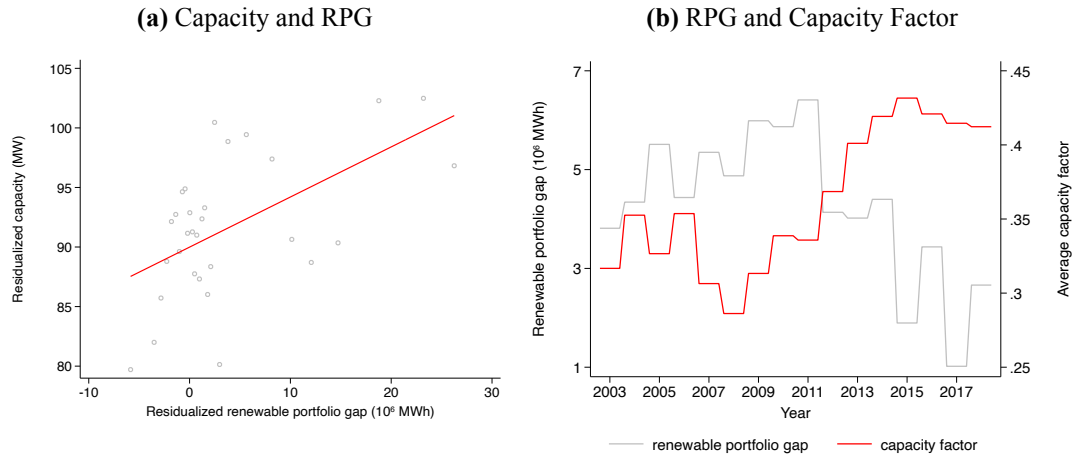 (a) Capacity and RPG
105
100
95
90
85
80
Residualized capacity (MW)
-10 0 10 20 30
Residualized renewable portfolio gap (10⁶ MWh)
(b) RPG and Capacity Factor
7
5
3
1
Renewable portfolio gap (10⁶ MWh)
.45
.4
.35
.3
.25
Average capacity factor
2003 2005 2007 2009 2011 2013 2015 2017
Year
renewable portfolio gap capacity factor